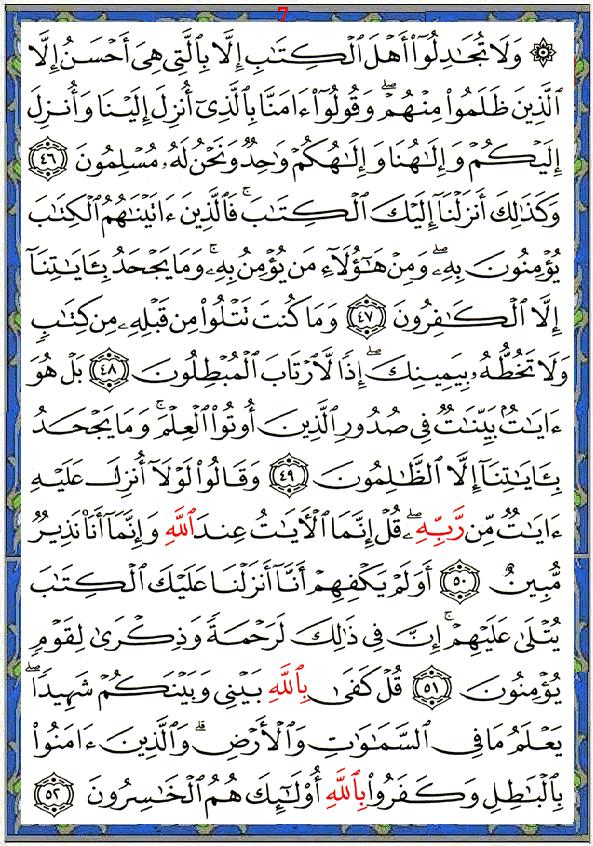 7
۞ وَلَا تُجَٰدِلُوٓا۟ أَهْلَ ٱلْكِتَٰبِ إِلَّا بِٱلَّتِى هِىَ أَحْسَنُ إِلَّا
ٱلَّذِينَ ظَلَمُوا۟ مِنْهُمْ ۖ وَقُولُوٓا۟ ءَامَنَّا بِٱلَّذِىٓ أُنزِلَ إِلَيْنَا وَأُنزِلَ
إِلَيْكُمْ وَإِلَٰهُنَا وَإِلَٰهُكُمْ وَٰحِدٌ وَنَحْنُ لَهُۥ مُسْلِمُونَ ٤٦
وَكَذَٰلِكَ أَنزَلْنَآ إِلَيْكَ ٱلْكِتَٰبَ ۚ فَٱلَّذِينَ ءَاتَيْنَٰهُمُ ٱلْكِتَٰبَ
يُؤْمِنُونَ بِهِۦ ۖ وَمِنْ هَٰٓؤُلَآءِ مَن يُؤْمِنُ بِهِۦ ۚ وَمَا يَجْحَدُ بِـَٔايَٰتِنَآ
إِلَّا ٱلْكَٰفِرُونَ ٤٧ وَمَا كُنتَ تَتْلُوا۟ مِن قَبْلِهِۦ مِن كِتَٰبٍ
وَلَا تَخُطُّهُۥ بِيَمِينِكَ ۖ إِذًا لَّٱرْتَابَ ٱلْمُبْطِلُونَ ٤٨ بَلْ هُوَ
ءَايَٰتٌۢ بَيِّنَٰتٌ فِى صُدُورِ ٱلَّذِينَ أُوتُوا۟ ٱلْعِلْمَ ۚ وَمَا يَجْحَدُ
بِـَٔايَٰتِنَآ إِلَّا ٱلظَّٰلِمُونَ ٤٩ وَقَالُوا۟ لَوْلَآ أُنزِلَ عَلَيْهِ
ءَايَٰتٌ مِّن رَّبِّهِۦ ۖ قُلْ إِنَّمَا ٱلْءَايَٰتُ عِندَ ٱللَّهِ وَإِنَّمَآ أَنَا۠ نَذِيرٌ
مُّبِينٌ ٥٠ أَوَلَمْ يَكْفِهِمْ أَنَّآ أَنزَلْنَا عَلَيْكَ ٱلْكِتَٰبَ
يُتْلَىٰ عَلَيْهِمْ ۚ إِنَّ فِى ذَٰلِكَ لَرَحْمَةً وَذِكْرَىٰ لِقَوْمٍ
يُؤْمِنُونَ ٥١ قُلْ كَفَىٰ بِٱللَّهِ بَيْنِى وَبَيْنَكُمْ شَهِيدًا ۖ
يَعْلَمُ مَا فِى ٱلسَّمَٰوَٰتِ وَٱلْأَرْضِ ۗ وَٱلَّذِينَ ءَامَنُوا۟
بِٱلْبَٰطِلِ وَكَفَرُوا۟ بِٱللَّهِ أُو۟لَٰٓئِكَ هُمُ ٱلْخَٰسِرُونَ ٥٢